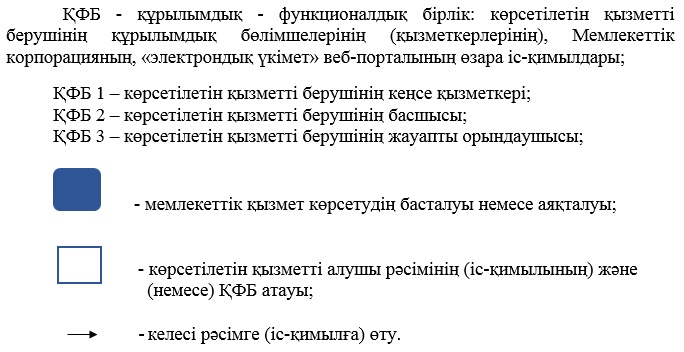 ҚФБ - құрылымдық - функционалдық бірлік: көрсетілетін қызметті
берушінің құрылымдық бөлімшелерінің (қызметкерлерінің), Мемлекеттік
корпорацияның, «электрондық үкімет» веб-порталының өзара іс-қимылдары;
ҚФБ 1 – көрсетілетін қызметті берушінің кеңсе қызметкері;
ҚФБ 2 – көрсетілетін қызметті берушінің басшысы;
ҚФБ 3 – көрсетілетін қызметті берушінің жауапты орындаушысы;
- мемлекеттік қызмет көрсетудің басталуы немесе аяқталуы;
- көрсетілетін қызметті алушы рәсімінің (іс-қимылының) және
(немесе) ҚФБ атауы;
- келесі рәсімге (іс-қимылға) өту.